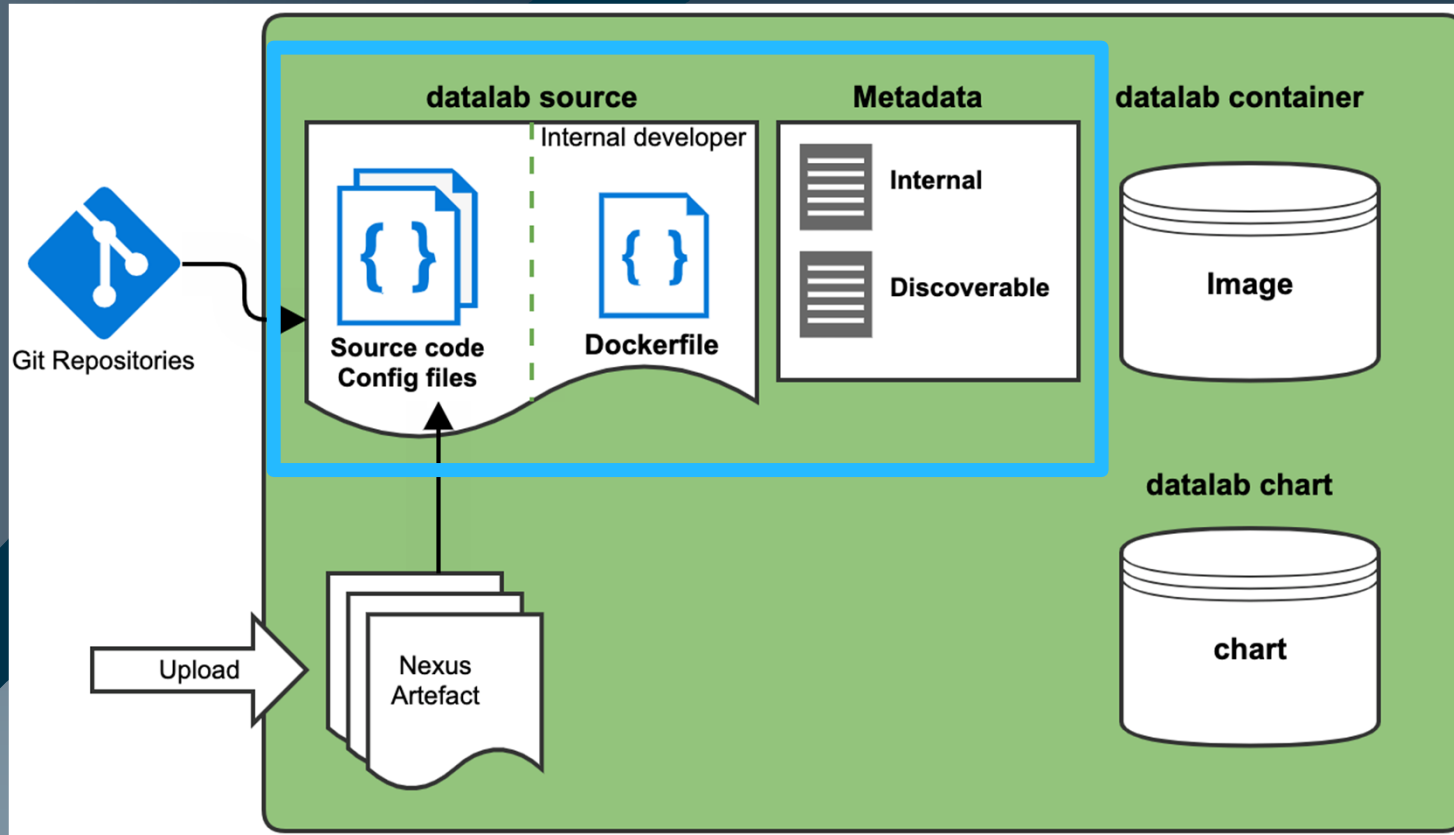 datalab source
Metadata
datalab container
Internal developer
Internal
Discoverable
Image
Source code
Config files
Dockerfile
Git Repositories
datalab chart
chart
Upload
Nexus
Artefact